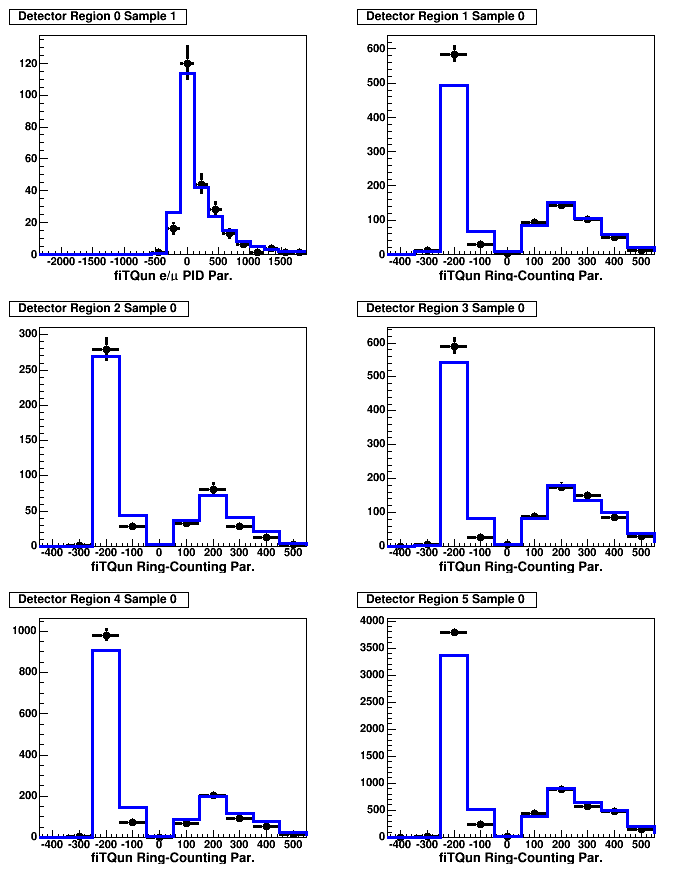 Detector Region 0 Sample 1
120
100
80
60
40
20
0
-2000 -1500 -1000 -500 0 500 1000 1500
fiTQun e/μ PID Par.
Detector Region 1 Sample 0
600
500
400
300
200
100
0
-400 -300 -200 -100 0 100 200 300 400 500
fiTQun Ring-Counting Par.
Detector Region 2 Sample 0
300
250
200
150
100
50
0
-400 -300 -200 -100 0 100 200 300 400 500
fiTQun Ring-Counting Par.
Detector Region 3 Sample 0
600
500
400
300
200
100
0
-400 -300 -200 -100 0 100 200 300 400 500
fiTQun Ring-Counting Par.
Detector Region 4 Sample 0
1000
800
600
400
200
0
-400 -300 -200 -100 0 100 200 300 400 500
fiTQun Ring-Counting Par.
Detector Region 5 Sample 0
4000
3500
3000
2500
2000
1500
1000
500
0
-400 -300 -200 -100 0 100 200 300 400 500
fiTQun Ring-Counting Par.